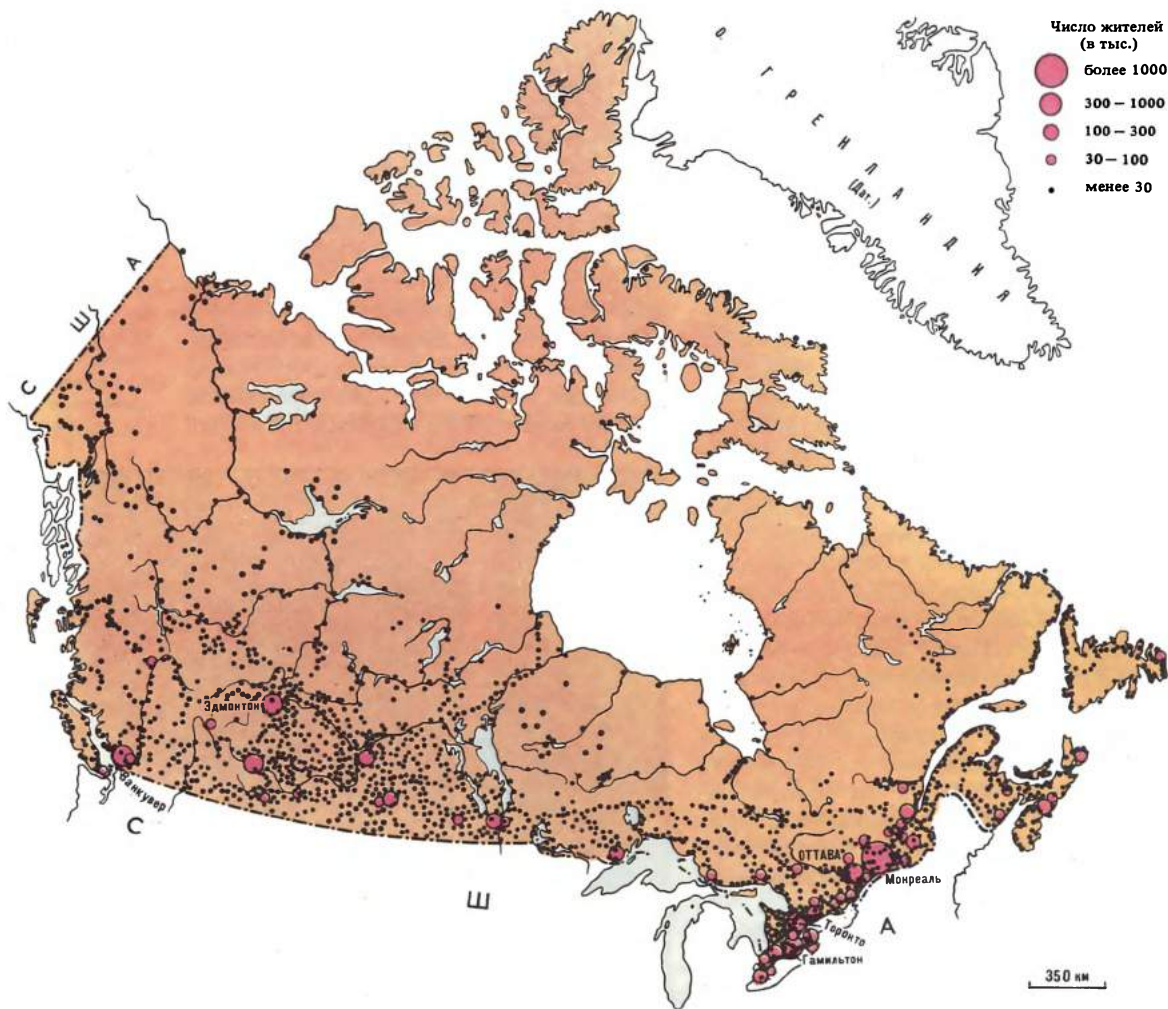 Число жителей
(в тыс.)
более 1000
300 – 1000
100 – 300
30 – 100
менее 30
О. ГРЕНЛАНДИЯ
(Дат.)
С Ш А
Эдмонтон
Ванкувер
ОТТАВА
Монреаль
Торонто
Гамильтон
С Ш А
350 км